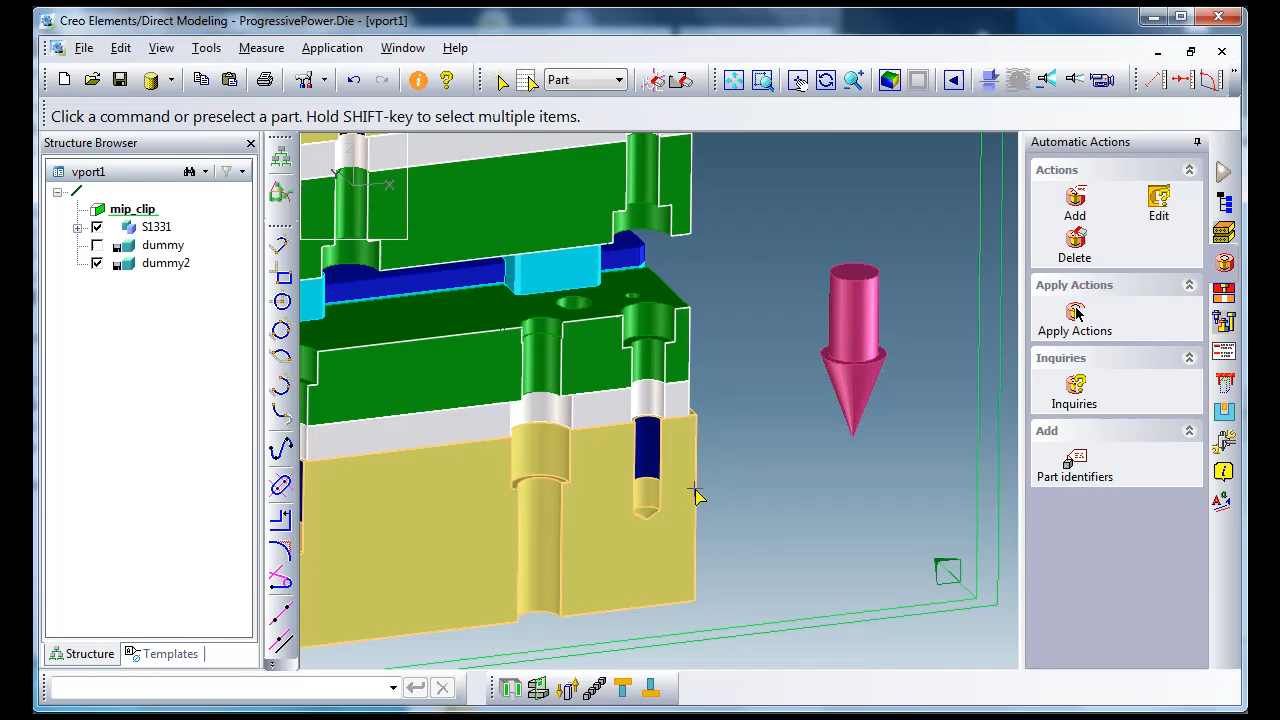 Creo Elements/Direct Modeling - ProgressivePower.Die - [vport1]
File Edit View Tools Measure Application Window Help
Part
Click a command or preselect a part. Hold SHIFT-key to select multiple items.
Structure Browser
vport1
mip_clip
S1331
dummy
dummy2
Structure
Templates
Automatic Actions
Actions
Add Edit
Delete
Apply Actions
Apply Actions
Inquiries
Inquiries
Add
Part identifiers